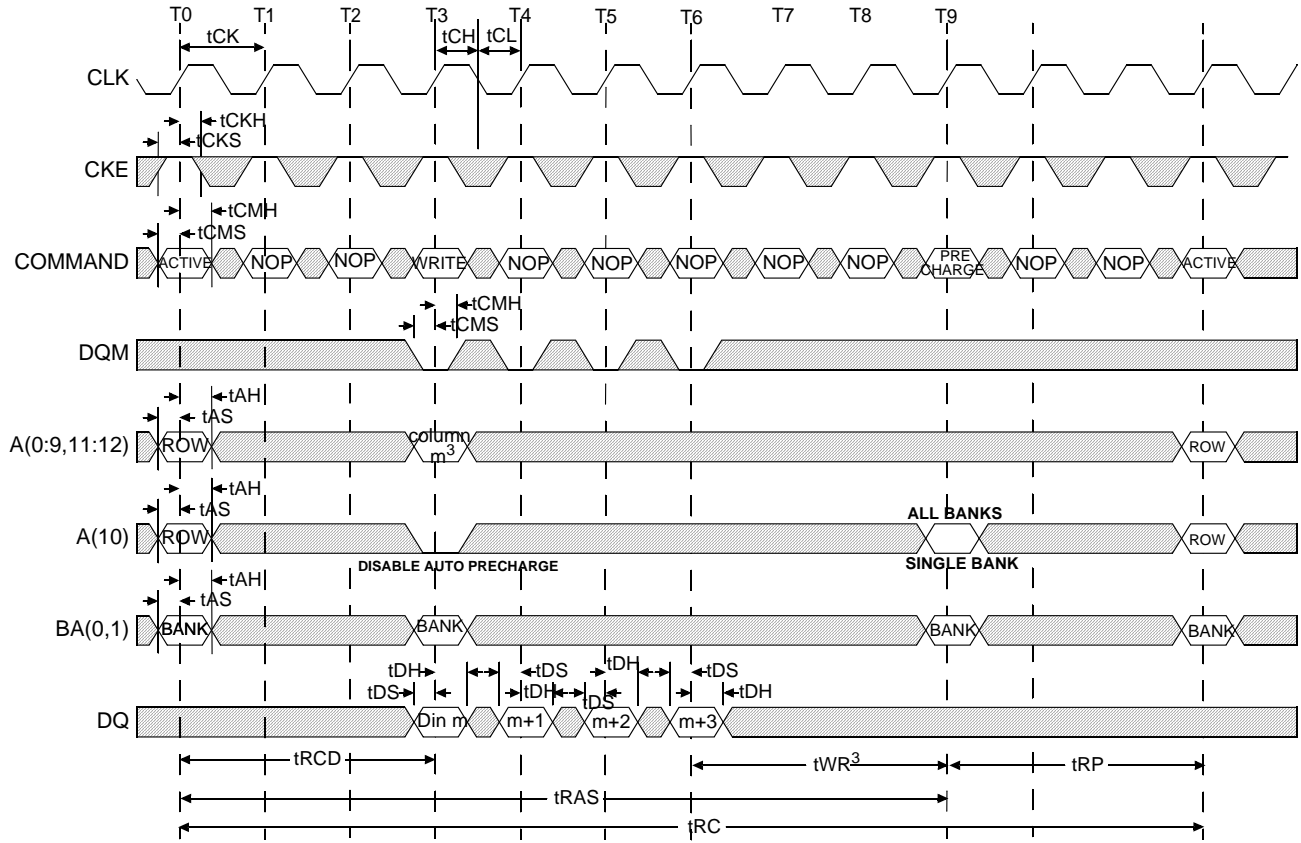 T0 T1 T2 T3 T4 T5 T6 T7 T8 T9
tCK tCH tCL
CLK
tCKH
tCKS
CKE
tCMH
tCMS
COMMAND ACTIVE NOP NOP WRITE NOP NOP NOP NOP NOP PRE CHARGE NOP NOP ACTIVE
tCMH
tCMS
DQM
tAH
tAS
A(0:9,11:12) ROW column m³ ROW
tAH
tAS
ALL BANKS
A(10) ROW ROW
DISABLE AUTO PRECHARGE SINGLE BANK
tAH
tAS
BA(0,1) BANK BANK BANK BANK
tDH tDS tDH tDS
tDS tDH tDS tDH
DQ Din m m+1 m+2 m+3
tRCD tWR³ tRP
tRAS
tRC